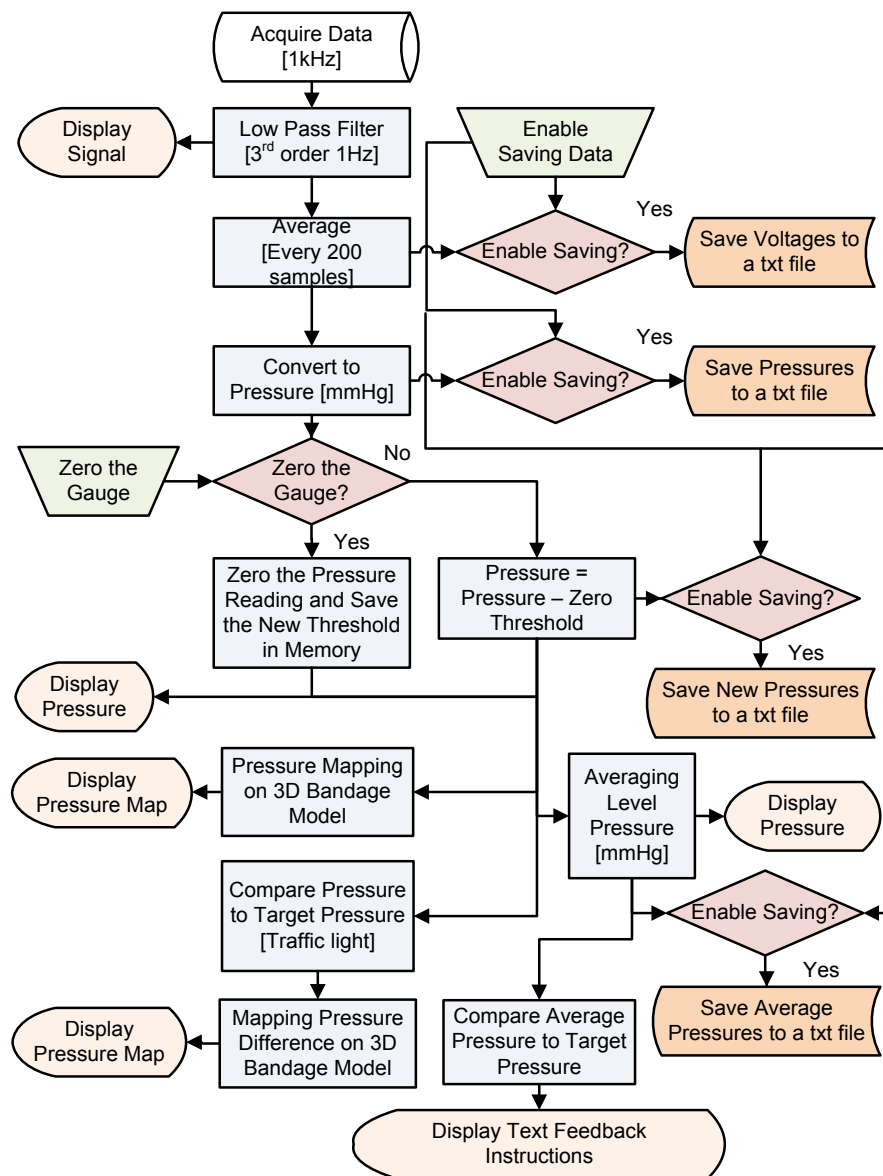 Acquire Data
[1kHz]
Display
Signal
Low Pass Filter
[3rd order 1Hz]
Enable
Saving Data
Average
[Every 200
samples]
Enable Saving?
Yes
Save Voltages to
a txt file
Convert to
Pressure [mmHg]
Enable Saving?
Yes
Save Pressures
to a txt file
Zero the
Gauge
Zero the
Gauge?
No
Yes
Zero the Pressure
Reading and Save
the New Threshold
in Memory
Pressure =
Pressure – Zero
Threshold
Enable Saving?
Yes
Save New Pressures
to a txt file
Display
Pressure
Display
Pressure Map
Pressure Mapping
on 3D Bandage
Model
Averaging
Level
Pressure
[mmHg]
Display
Pressure
Compare Pressure
to Target Pressure
[Traffic light]
Enable Saving?
Yes
Save Average
Pressures to a txt file
Display
Pressure Map
Mapping Pressure
Difference on 3D
Bandage Model
Compare Average
Pressure to Target
Pressure
Display Text Feedback
Instructions